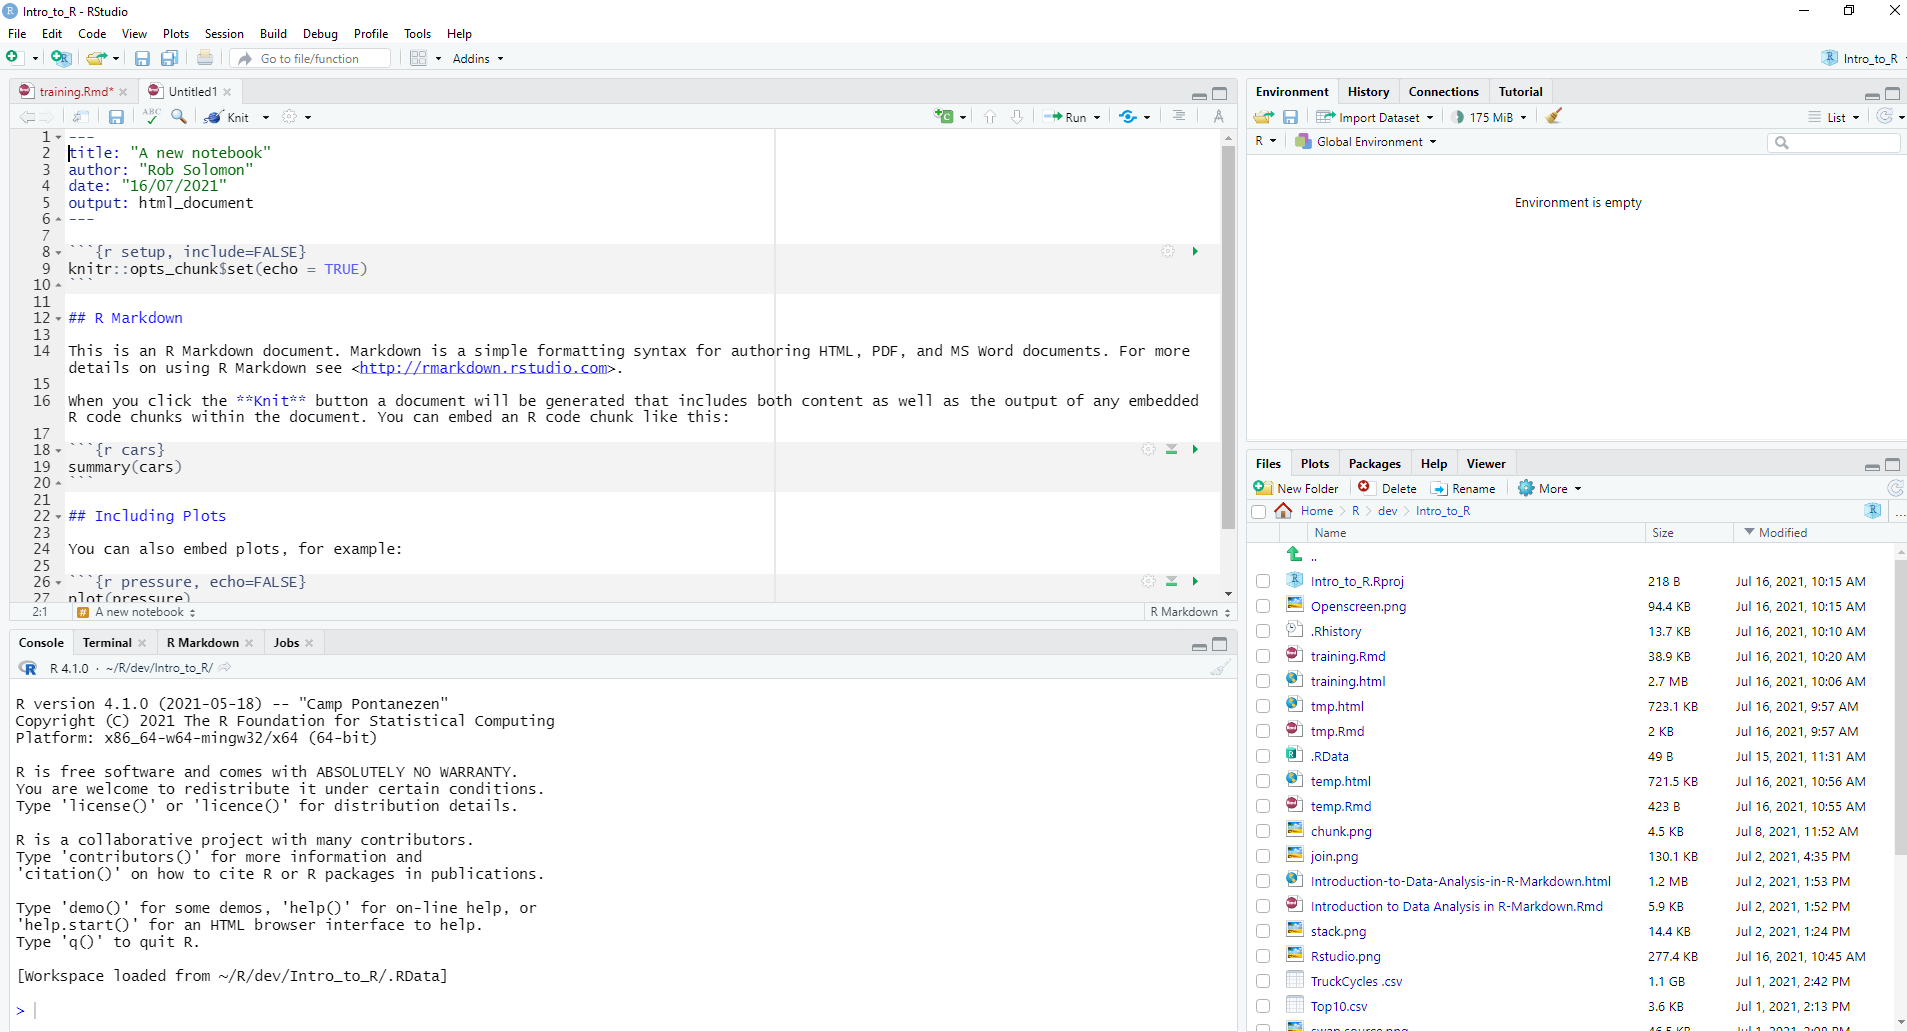 Intro_to_R - RStudio
File Edit Code View Plots Session Build Debug Profile Tools Help
Go to file/function Addins Intro_to_R
training.Rmd* Untitled1
ABC Knit Run
1 ---
2 title: "A new notebook"
3 author: "Rob Solomon"
4 date: "16/07/2021"
5 output: html_document
6 ---
7
8 ```{r setup, include=FALSE}
9 knitr::opts_chunk$set(echo = TRUE)
10 ```
11
12 ## R Markdown
13
14 This is an R Markdown document. Markdown is a simple formatting syntax for authoring HTML, PDF, and MS Word documents. For more
details on using R Markdown see <http://rmarkdown.rstudio.com>.
15
16 When you click the **Knit** button a document will be generated that includes both content as well as the output of any embedded
R code chunks within the document. You can embed an R code chunk like this:
17
18 ```{r cars}
19 summary(cars)
20 ```
21
22 ## Including Plots
23
24 You can also embed plots, for example:
25
26 ```{r pressure, echo=FALSE}
27 plot(pressure)
2:1 # A new notebook R Markdown
Console Terminal R Markdown Jobs
R 4.1.0 · ~/R/dev/Intro_to_R/
R version 4.1.0 (2021-05-18) -- "Camp Pontanezen"
Copyright (C) 2021 The R Foundation for Statistical Computing
Platform: x86_64-w64-mingw32/x64 (64-bit)
R is free software and comes with ABSOLUTELY NO WARRANTY.
You are welcome to redistribute it under certain conditions.
Type 'license()' or 'licence()' for distribution details.
R is a collaborative project with many contributors.
Type 'contributors()' for more information and
'citation()' on how to cite R or R packages in publications.
Type 'demo()' for some demos, 'help()' for on-line help, or
'help.start()' for an HTML browser interface to help.
Type 'q()' to quit R.
[Workspace loaded from ~/R/dev/Intro_to_R/.RData]
>
Environment History Connections Tutorial
Import Dataset 175 MiB List
R Global Environment
Environment is empty
Files Plots Packages Help Viewer
New Folder Delete Rename More
Home R dev Intro_to_R ...
Name Size Modified
..
Intro_to_R.Rproj 218 B Jul 16, 2021, 10:15 AM
Openscreen.png 94.4 KB Jul 16, 2021, 10:15 AM
.Rhistory 13.7 KB Jul 16, 2021, 10:10 AM
training.Rmd 38.9 KB Jul 16, 2021, 10:20 AM
training.html 2.7 MB Jul 16, 2021, 10:06 AM
tmp.html 723.1 KB Jul 16, 2021, 9:57 AM
tmp.Rmd 2 KB Jul 16, 2021, 9:57 AM
.RData 49 B Jul 15, 2021, 11:31 AM
temp.html 721.5 KB Jul 16, 2021, 10:56 AM
temp.Rmd 423 B Jul 16, 2021, 10:55 AM
chunk.png 4.5 KB Jul 8, 2021, 11:52 AM
join.png 130.1 KB Jul 2, 2021, 4:35 PM
Introduction-to-Data-Analysis-in-R-Markdown.html 1.2 MB Jul 2, 2021, 1:53 PM
Introduction to Data Analysis in R-Markdown.Rmd 5.9 KB Jul 2, 2021, 1:52 PM
stack.png 14.4 KB Jul 2, 2021, 1:24 PM
Rstudio.png 277.4 KB Jul 16, 2021, 10:45 AM
TruckCycles .csv 1.1 GB Jul 1, 2021, 2:42 PM
Top10.csv 3.6 KB Jul 1, 2021, 2:13 PM